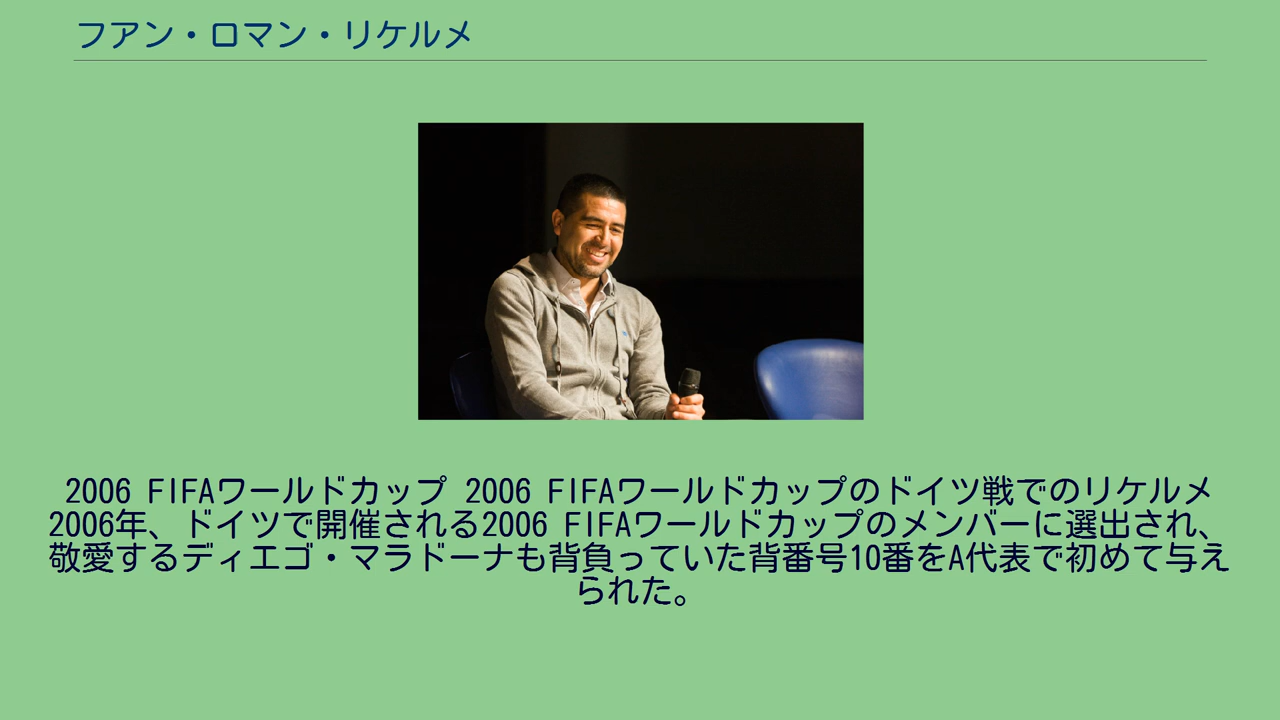 フアン・ロマン・リケルメ
2006 FIFAワールドカップ 2006 FIFAワールドカップのドイツ戦でのリケルメ
2006年、ドイツで開催される2006 FIFAワールドカップのメンバーに選出され、
敬愛するディエゴ・マラドーナも背負っていた背番号10番をA代表で初めて与え
られた。